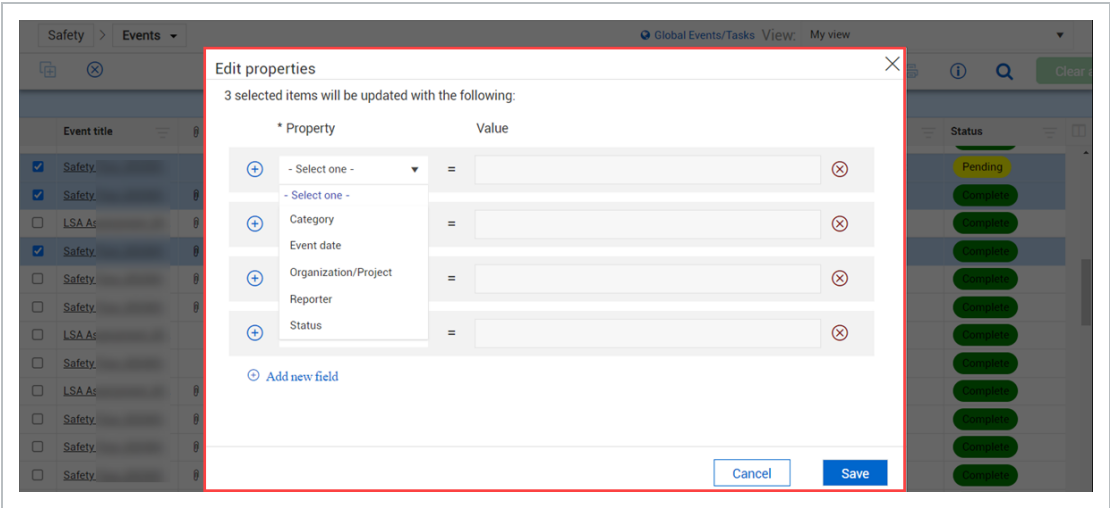 Safety > Events
Global Events/Tasks View: My view
Clear
Edit properties
3 selected items will be updated with the following:
* Property Value
- Select one - =
- Select one -
Category
Event date
=
Organization/Project
=
Reporter
Status
=
Add new field
Cancel Save
Event title Status
Safety Pending
Safety Complete
LSA As Complete
Safety Complete
Safety Complete
Safety Complete
LSA As Complete
Safety Complete
LSA As Complete
Safety Complete
Safety Complete
Safety Complete